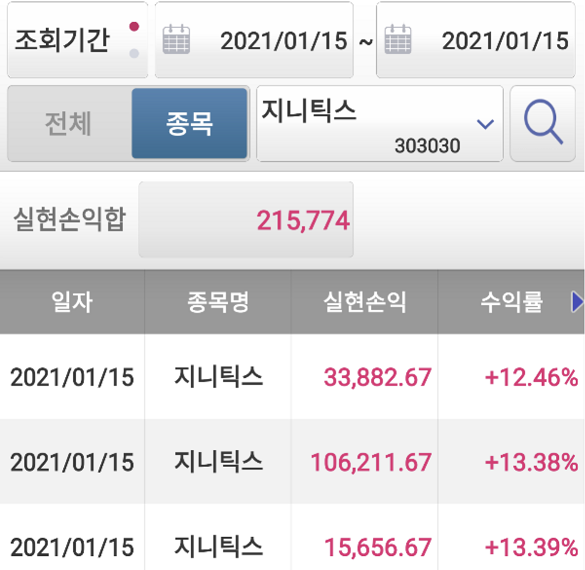 조회기간 2021/01/15 ~ 2021/01/15
전체 종목 지니틱스
303030
실현손익합 215,774
일자 종목명 실현손익 수익률
2021/01/15 지니틱스 33,882.67 +12.46%
2021/01/15 지니틱스 106,211.67 +13.38%
2021/01/15 지니틱스 15,656.67 +13.39%